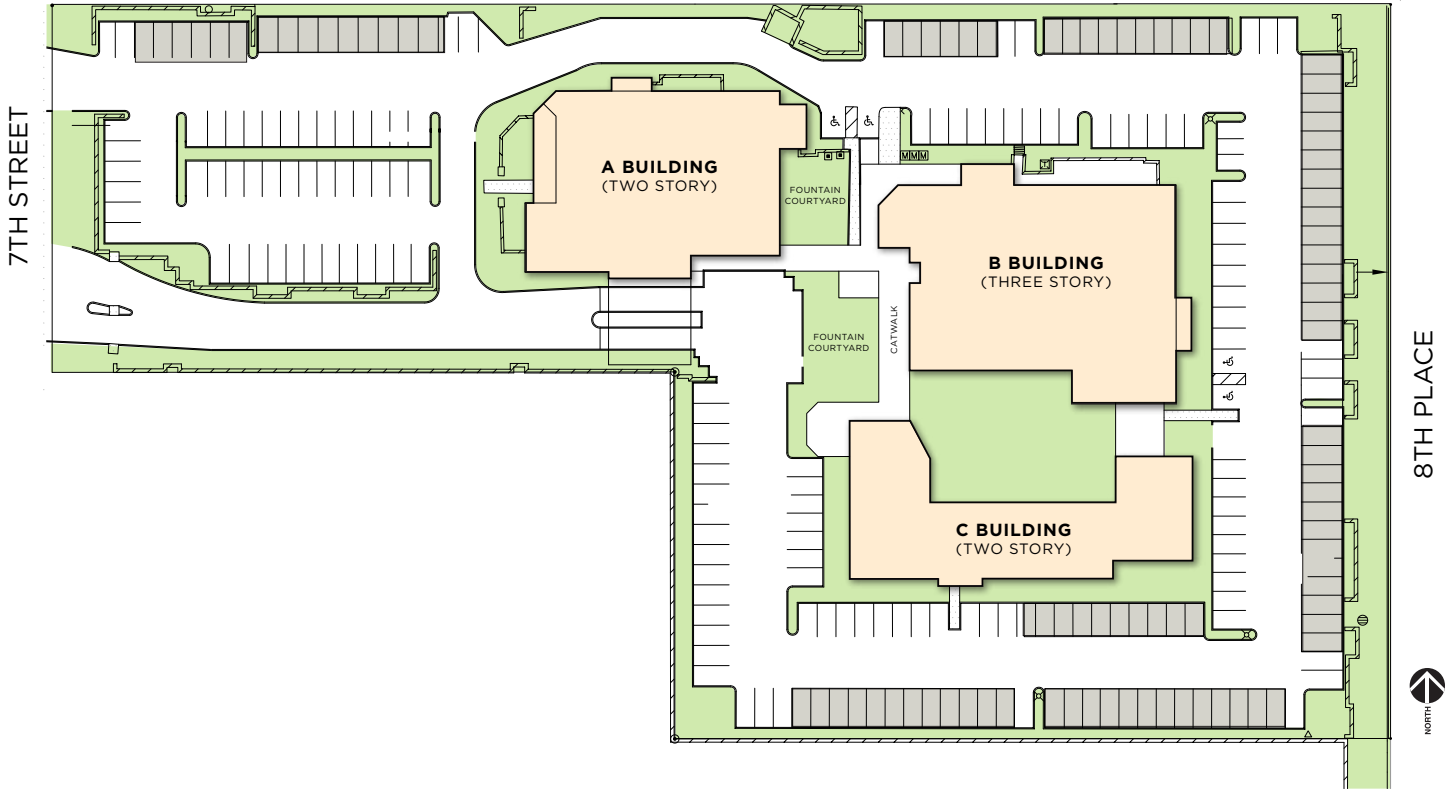 7TH STREET
A BUILDING
(TWO STORY)
FOUNTAIN
COURTYARD
MMM
B BUILDING
(THREE STORY)
FOUNTAIN
COURTYARD
CATWALK
8TH PLACE
C BUILDING
(TWO STORY)
NORTH